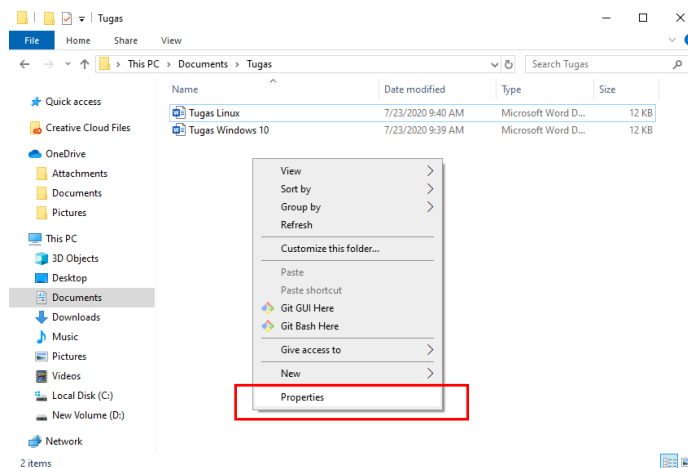 Tugas
File Home Share View
This PC > Documents > Tugas
Search Tugas
Name Date modified Type Size
Tugas Linux 7/23/2020 9:40 AM Microsoft Word D... 12 KB
Tugas Windows 10 7/23/2020 9:39 AM Microsoft Word D... 12 KB
Quick access
Creative Cloud Files
OneDrive
Attachments
Documents
Pictures
This PC
3D Objects
Desktop
Documents
Downloads
Music
Pictures
Videos
Local Disk (C:)
New Volume (D:)
Network
View
Sort by
Group by
Refresh
Customize this folder...
Paste
Paste shortcut
Git GUI Here
Git Bash Here
Give access to
New
Properties
2 items